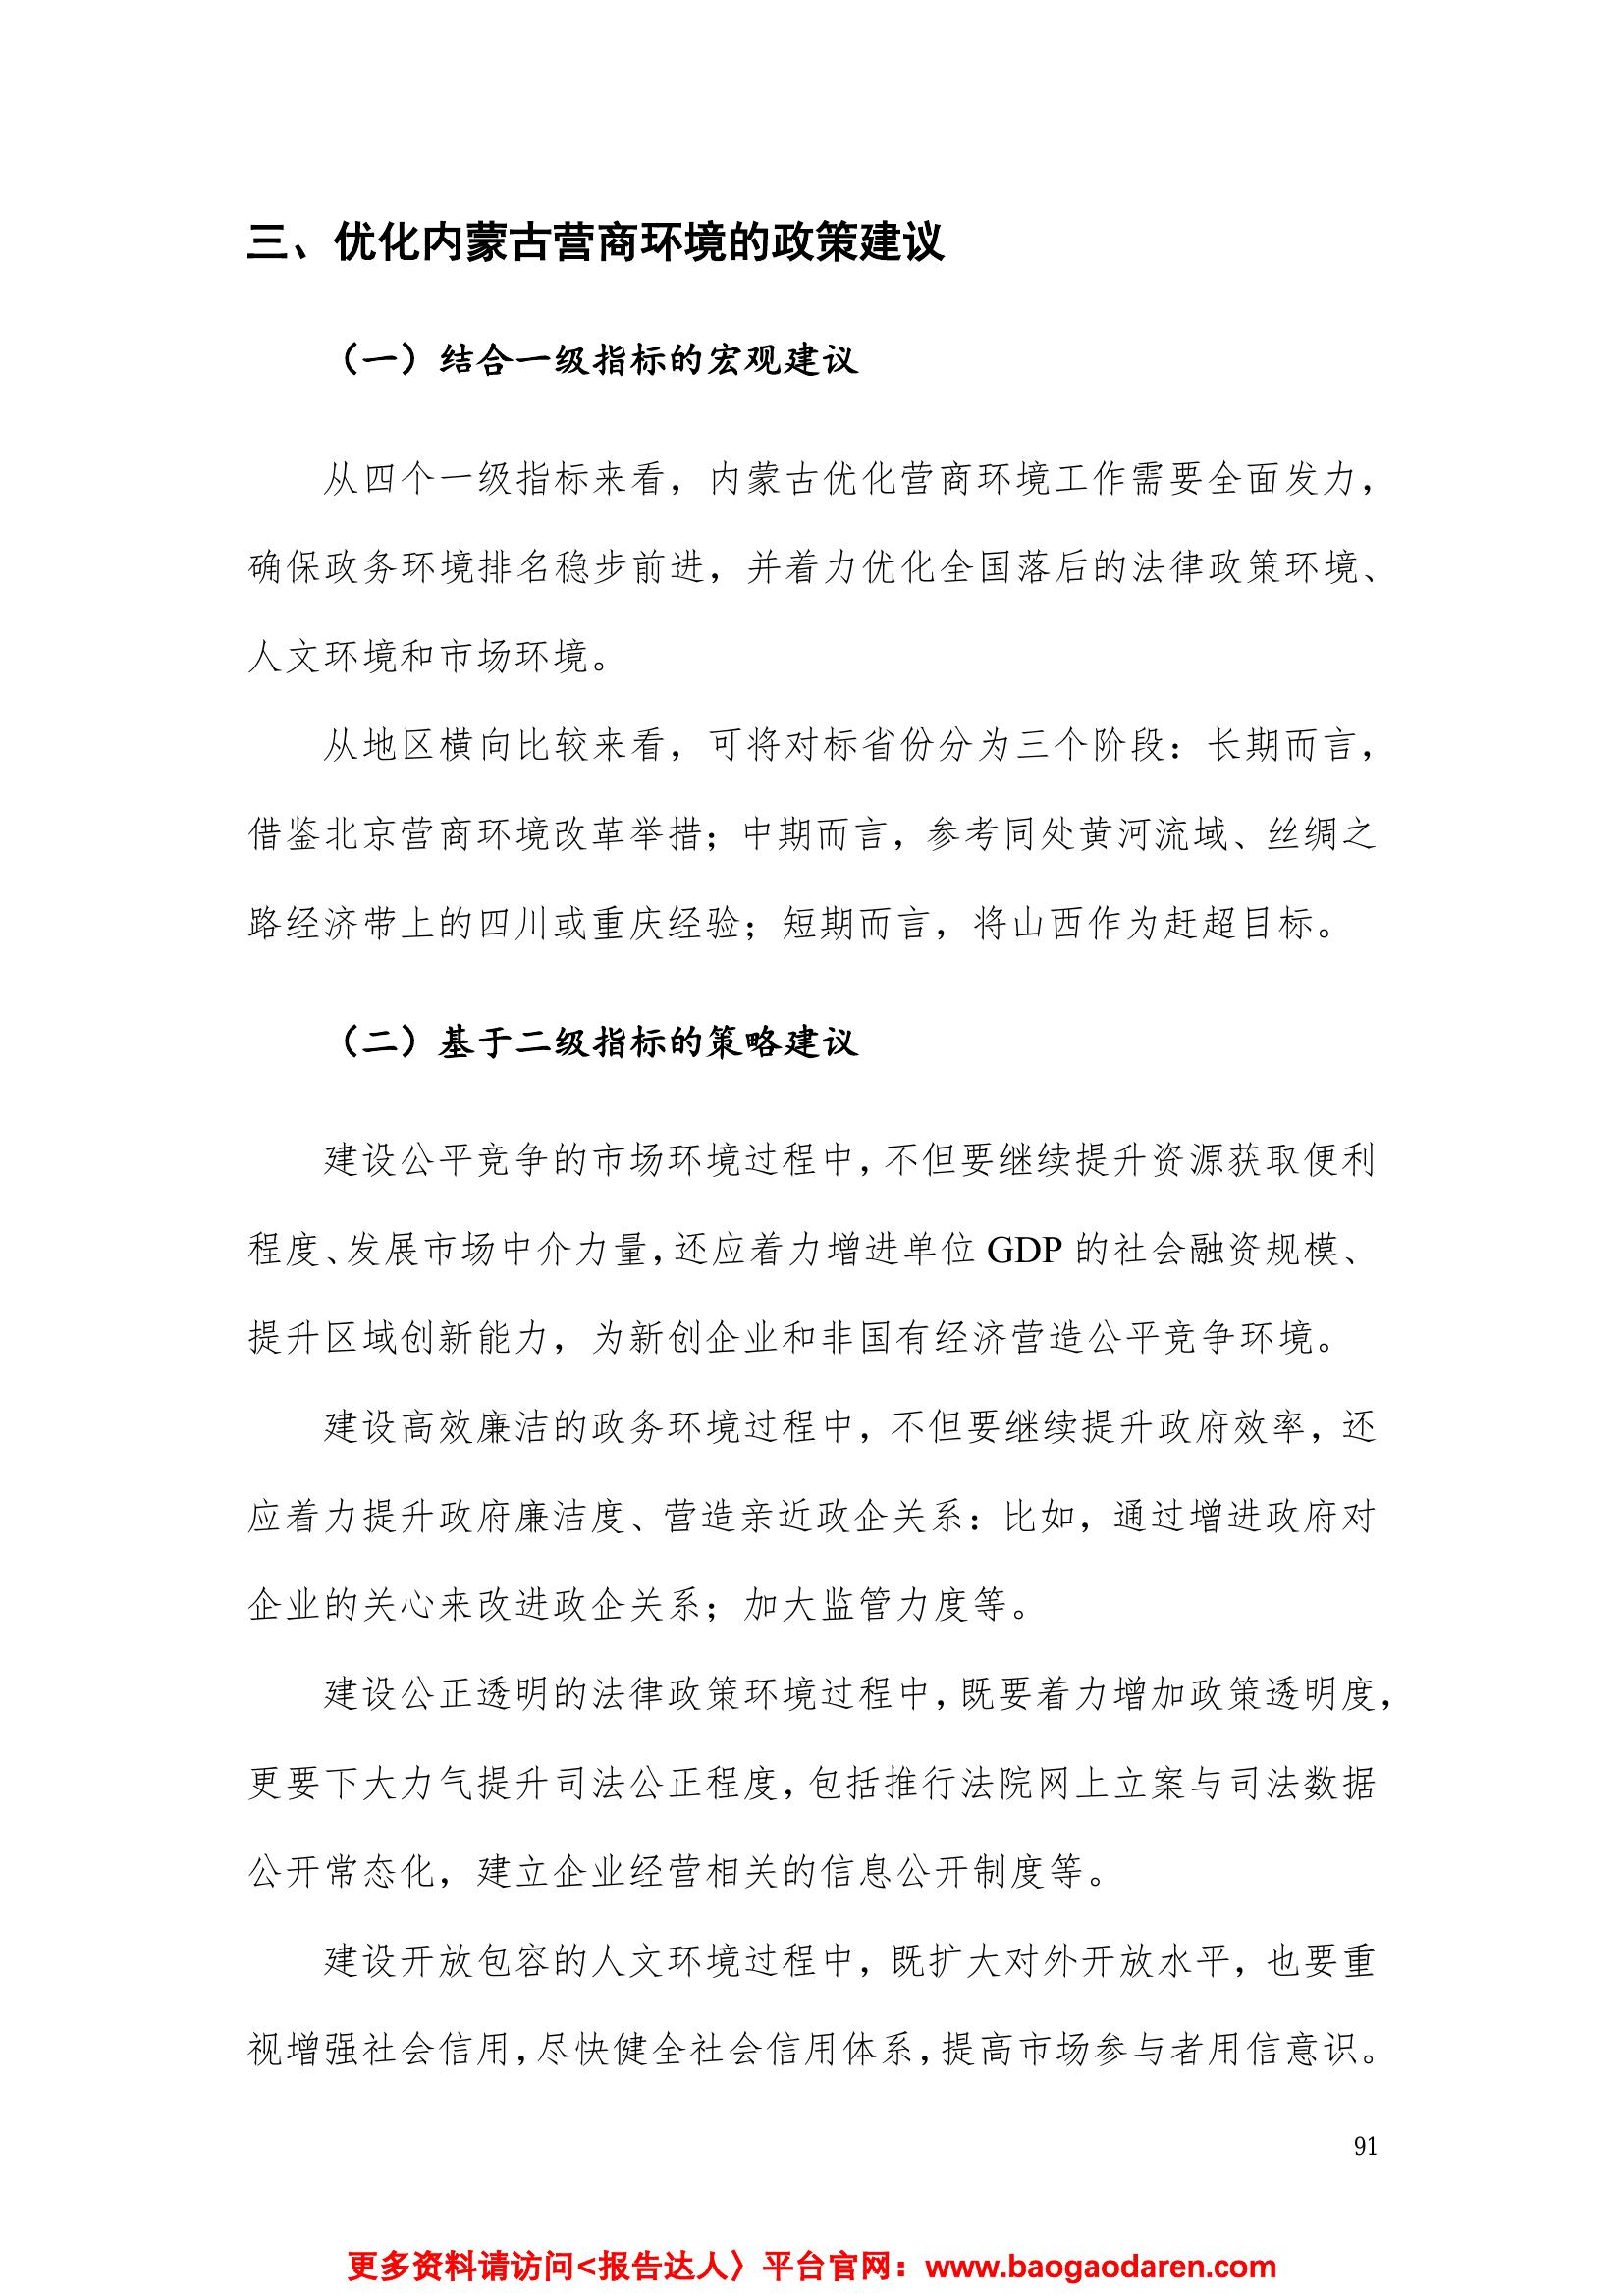 三、优化内蒙古营商环境的政策建议
（一）结合一级指标的宏观建议
从四个一级指标来看，内蒙古优化营商环境工作需要全面发力，
确保政务环境排名稳步前进，并着力优化全国落后的法律政策环境、
人文环境和市场环境。
从地区横向比较来看，可将对标省份分为三个阶段：长期而言，
借鉴北京营商环境改革举措；中期而言，参考同处黄河流域、丝绸之
路经济带上的四川或重庆经验；短期而言，将山西作为赶超目标。
（二）基于二级指标的策略建议
建设公平竞争的市场环境过程中，不但要继续提升资源获取便利
程度、发展市场中介力量，还应着力增进单位 GDP 的社会融资规模、
提升区域创新能力，为新创企业和非国有经济营造公平竞争环境。
建设高效廉洁的政务环境过程中，不但要继续提升政府效率，还
应着力提升政府廉洁度、营造亲近政企关系：比如，通过增进政府对
企业的关心来改进政企关系；加大监管力度等。
建设公正透明的法律政策环境过程中，既要着力增加政策透明度，
更要下大力气提升司法公正程度，包括推行法院网上立案与司法数据
公开常态化，建立企业经营相关的信息公开制度等。
建设开放包容的人文环境过程中，既扩大对外开放水平，也要重
视增强社会信用，尽快健全社会信用体系，提高市场参与者用信意识。
91
更多资料请访问<报告达人〉平台官网：www.baogaodaren.com